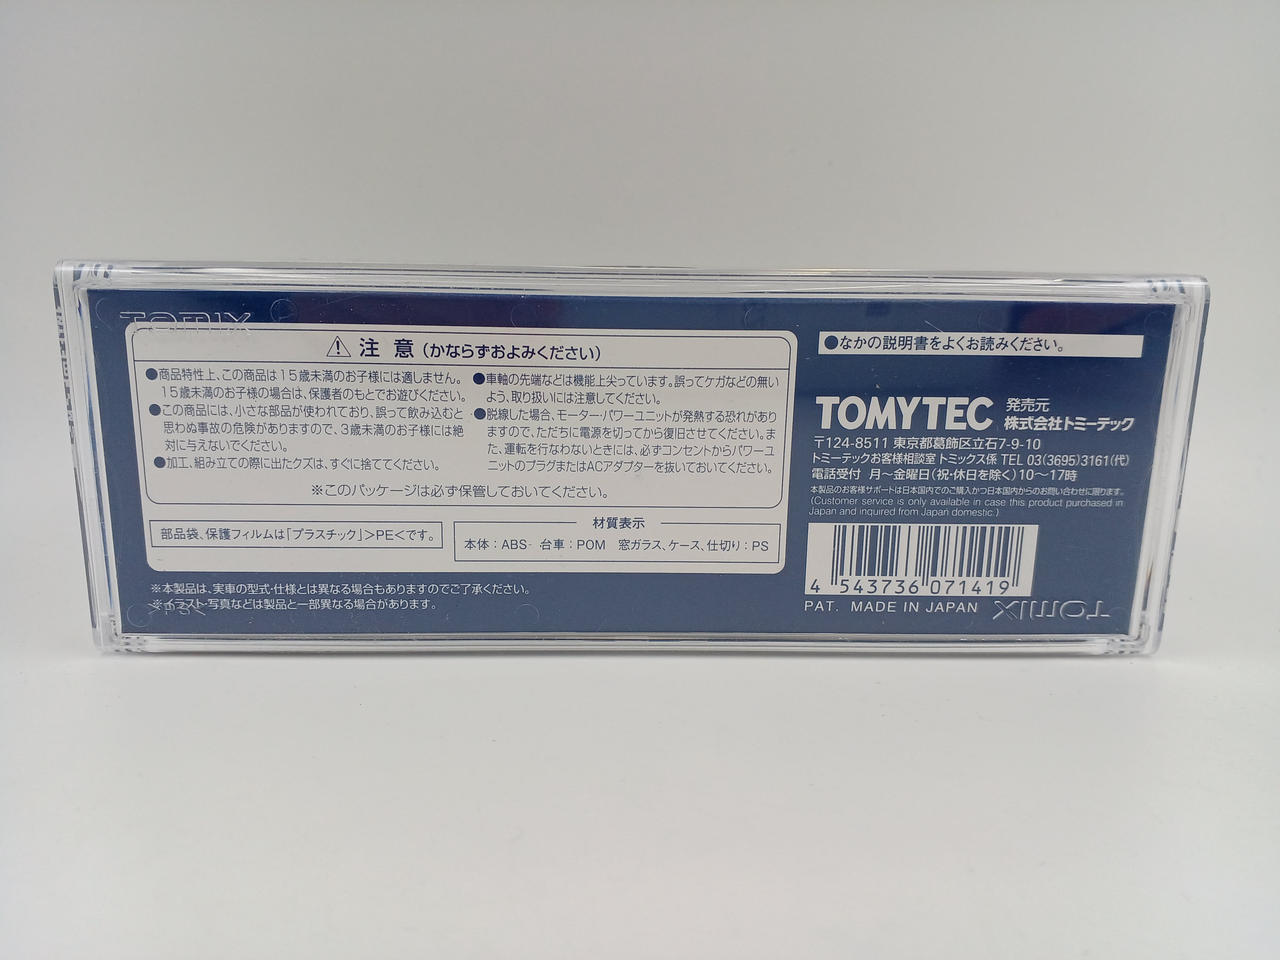 TOMIX
注意(かならずおよみください)
●商品特性上、この商品は15歳未満のお子様には適しません。
15歳未満のお子様の場合は、保護者のもとでお遊びください。
●この商品には、小さな部品が使われており、誤って飲み込むと
思わぬ事故の危険がありますので、3歳未満のお子様には絶
対に与えないでください。
●加工、組み立ての際に出たクズは、すぐに捨ててください。
●車軸の先端などは機能上尖っています。誤ってケガなどの無い
よう、取り扱いには注意してください。
●脱線した場合、モーター・パワーユニットが発熱する恐れがあり
ますので、ただちに電源を切ってから復旧させてください。ま
た、運転を行なわないときには、必ずコンセントからパワーユ
ニットのプラグまたはACアダプターを抜いておいてください。
※このパッケージは必ず保管しておいてください。
部品袋、保護フィルムは「プラスチック」>PE<です。
材質表示
本体:ABS 台車:POM 窓ガラス、ケース、仕切り:PS
※本製品は、実車の型式・仕様とは異なる場合もありますのでご了承ください。
※イラスト・写真などは製品と一部異なる場合があります。
>PS<
●なかの説明書をよくお読みください。
TOMYTEC 発売元 株式会社トミーテック
〒124-8511 東京都葛飾区立石7-9-10
トミーテックお客様相談室 トミックス係 TEL 03(3695)3161(代)
電話受付 月〜金曜日(祝・休日を除く)10〜17時
本製品のお客様サポートは日本国内でのご購入かつ日本国内からのお問い合わせに限ります。
(Customer service is only available in case this product purchased in
Japan and inquired from Japan domestic.)
4 543736 071419
PAT. MADE IN JAPAN
TOMIX